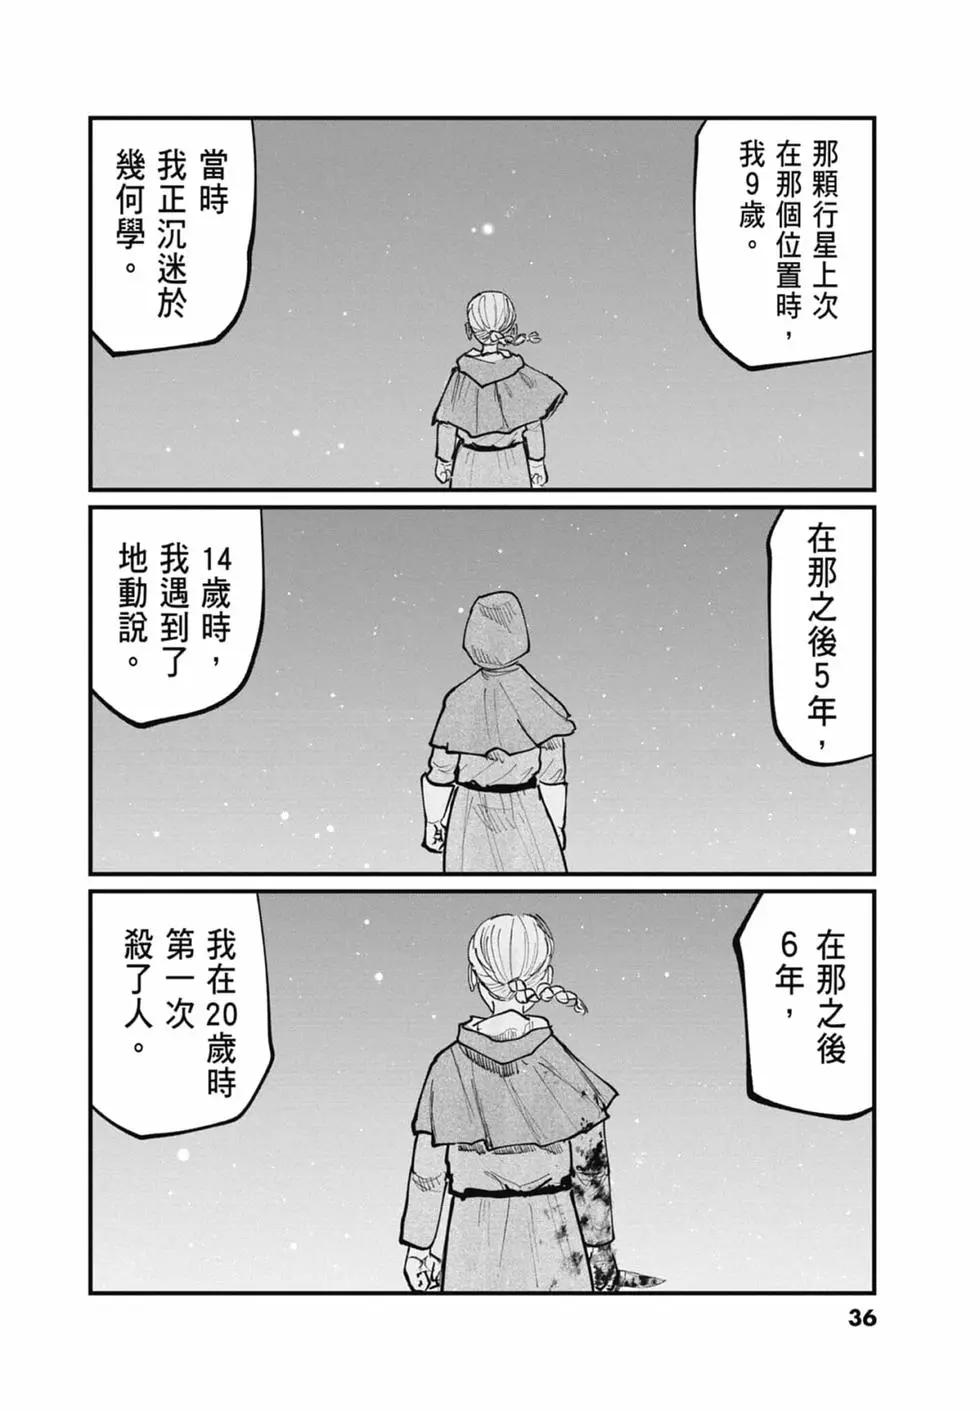 那顆行星上次
在那個位置時，
我9歲。
當時
我正沉迷於
幾何學。
在那之後5年，
14歲時，
我遇到了
地動說。
在那之後
6年，
我在20歲時
第一次
殺了人。
36